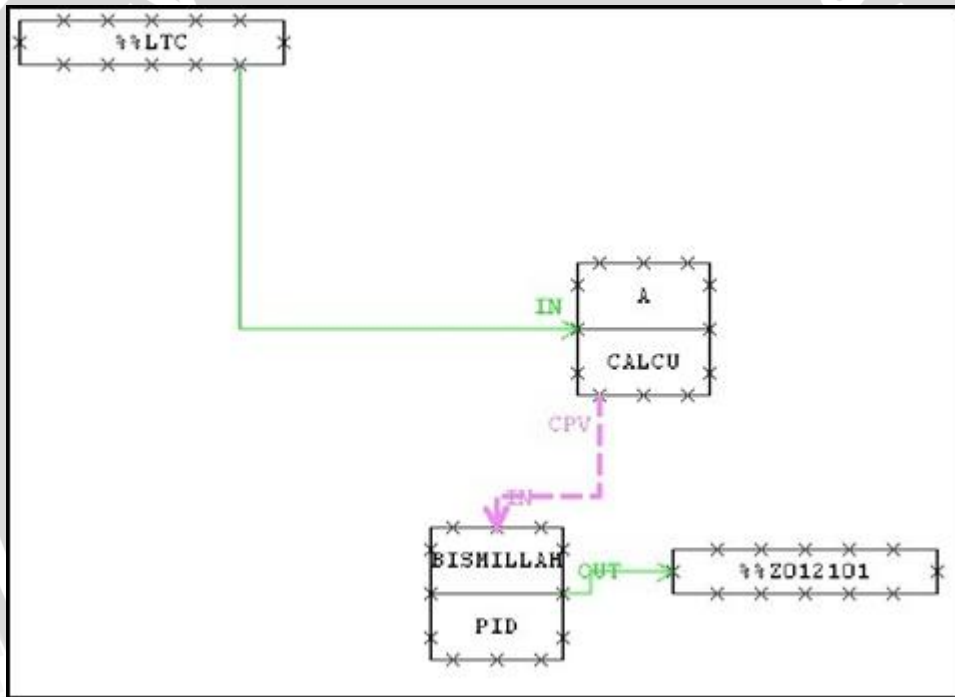 %%LTC
IN
A
CALCU
CPV
IN
BISMILLAH
PID
OUT
%%Z012101